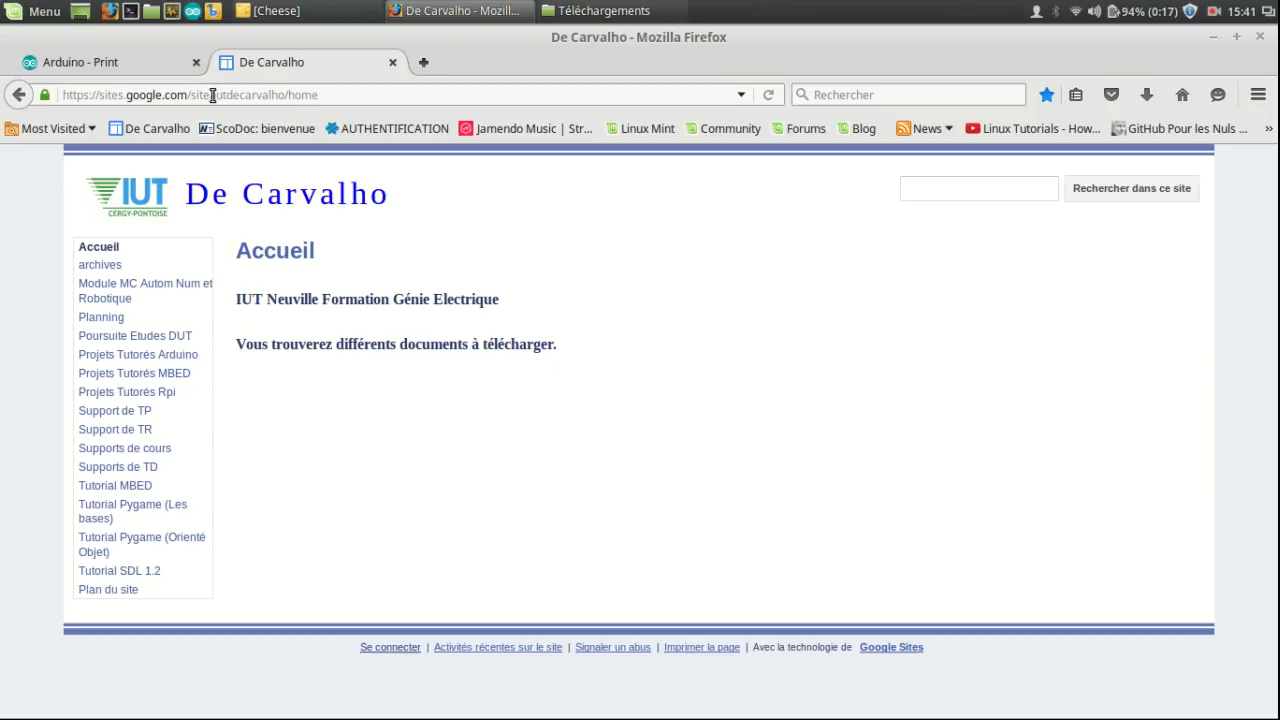 Menu
[Cheese]
De Carvalho - Mozill...
Téléchargements
94% (0:17)
15:41
De Carvalho - Mozilla Firefox
Arduino - Print
De Carvalho
https://sites.google.com/site/iutdecarvalho/home
Rechercher
Most Visited
De Carvalho
ScoDoc: bienvenue
AUTHENTIFICATION
Jamendo Music | Str...
Linux Mint
Community
Forums
Blog
News
Linux Tutorials - How...
GitHub Pour les Nuls ...
IUT
CERGY-PONTOISE
De Carvalho
Rechercher dans ce site
Accueil
archives
Module MC Autom Num et
Robotique
Planning
Poursuite Etudes DUT
Projets Tutorés Arduino
Projets Tutorés MBED
Projets Tutorés Rpi
Support de TP
Support de TR
Supports de cours
Supports de TD
Tutorial MBED
Tutorial Pygame (Les
bases)
Tutorial Pygame (Orienté
Objet)
Tutorial SDL 1.2
Plan du site
Accueil
IUT Neuville Formation Génie Electrique
Vous trouverez différents documents à télécharger.
Se connecter | Activités récentes sur le site | Signaler un abus | Imprimer la page | Avec la technologie de Google Sites